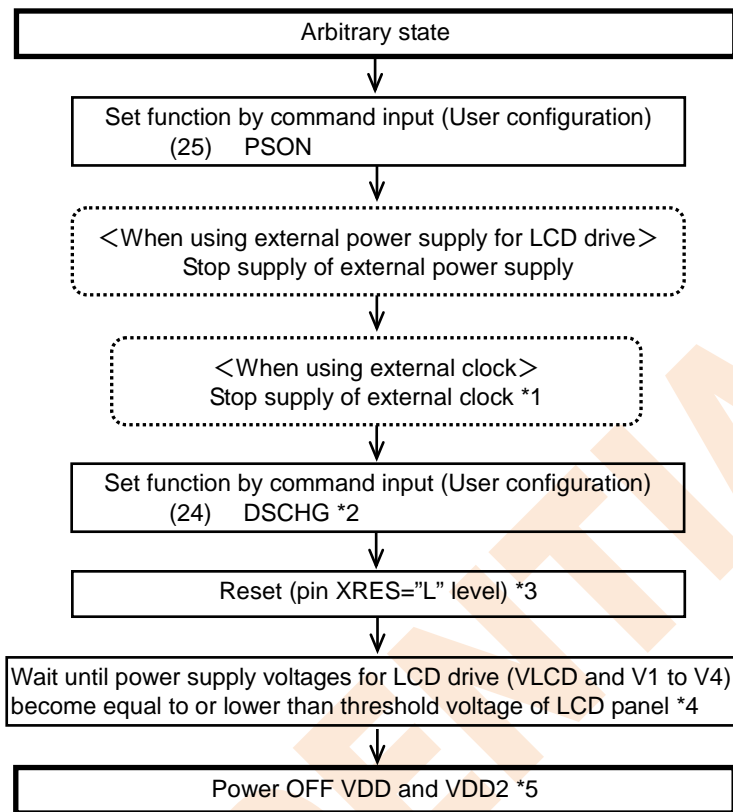 Arbitrary state
Set function by command input (User configuration)
(25) PSON
＜When using external power supply for LCD drive＞
Stop supply of external power supply
＜When using external clock＞
Stop supply of external clock *1
Set function by command input (User configuration)
(24) DSCHG *2
Reset (pin XRES=”L” level) *3
Wait until power supply voltages for LCD drive (VLCD and V1 to V4)
become equal to or lower than threshold voltage of LCD panel *4
Power OFF VDD and VDD2 *5
ENTIA